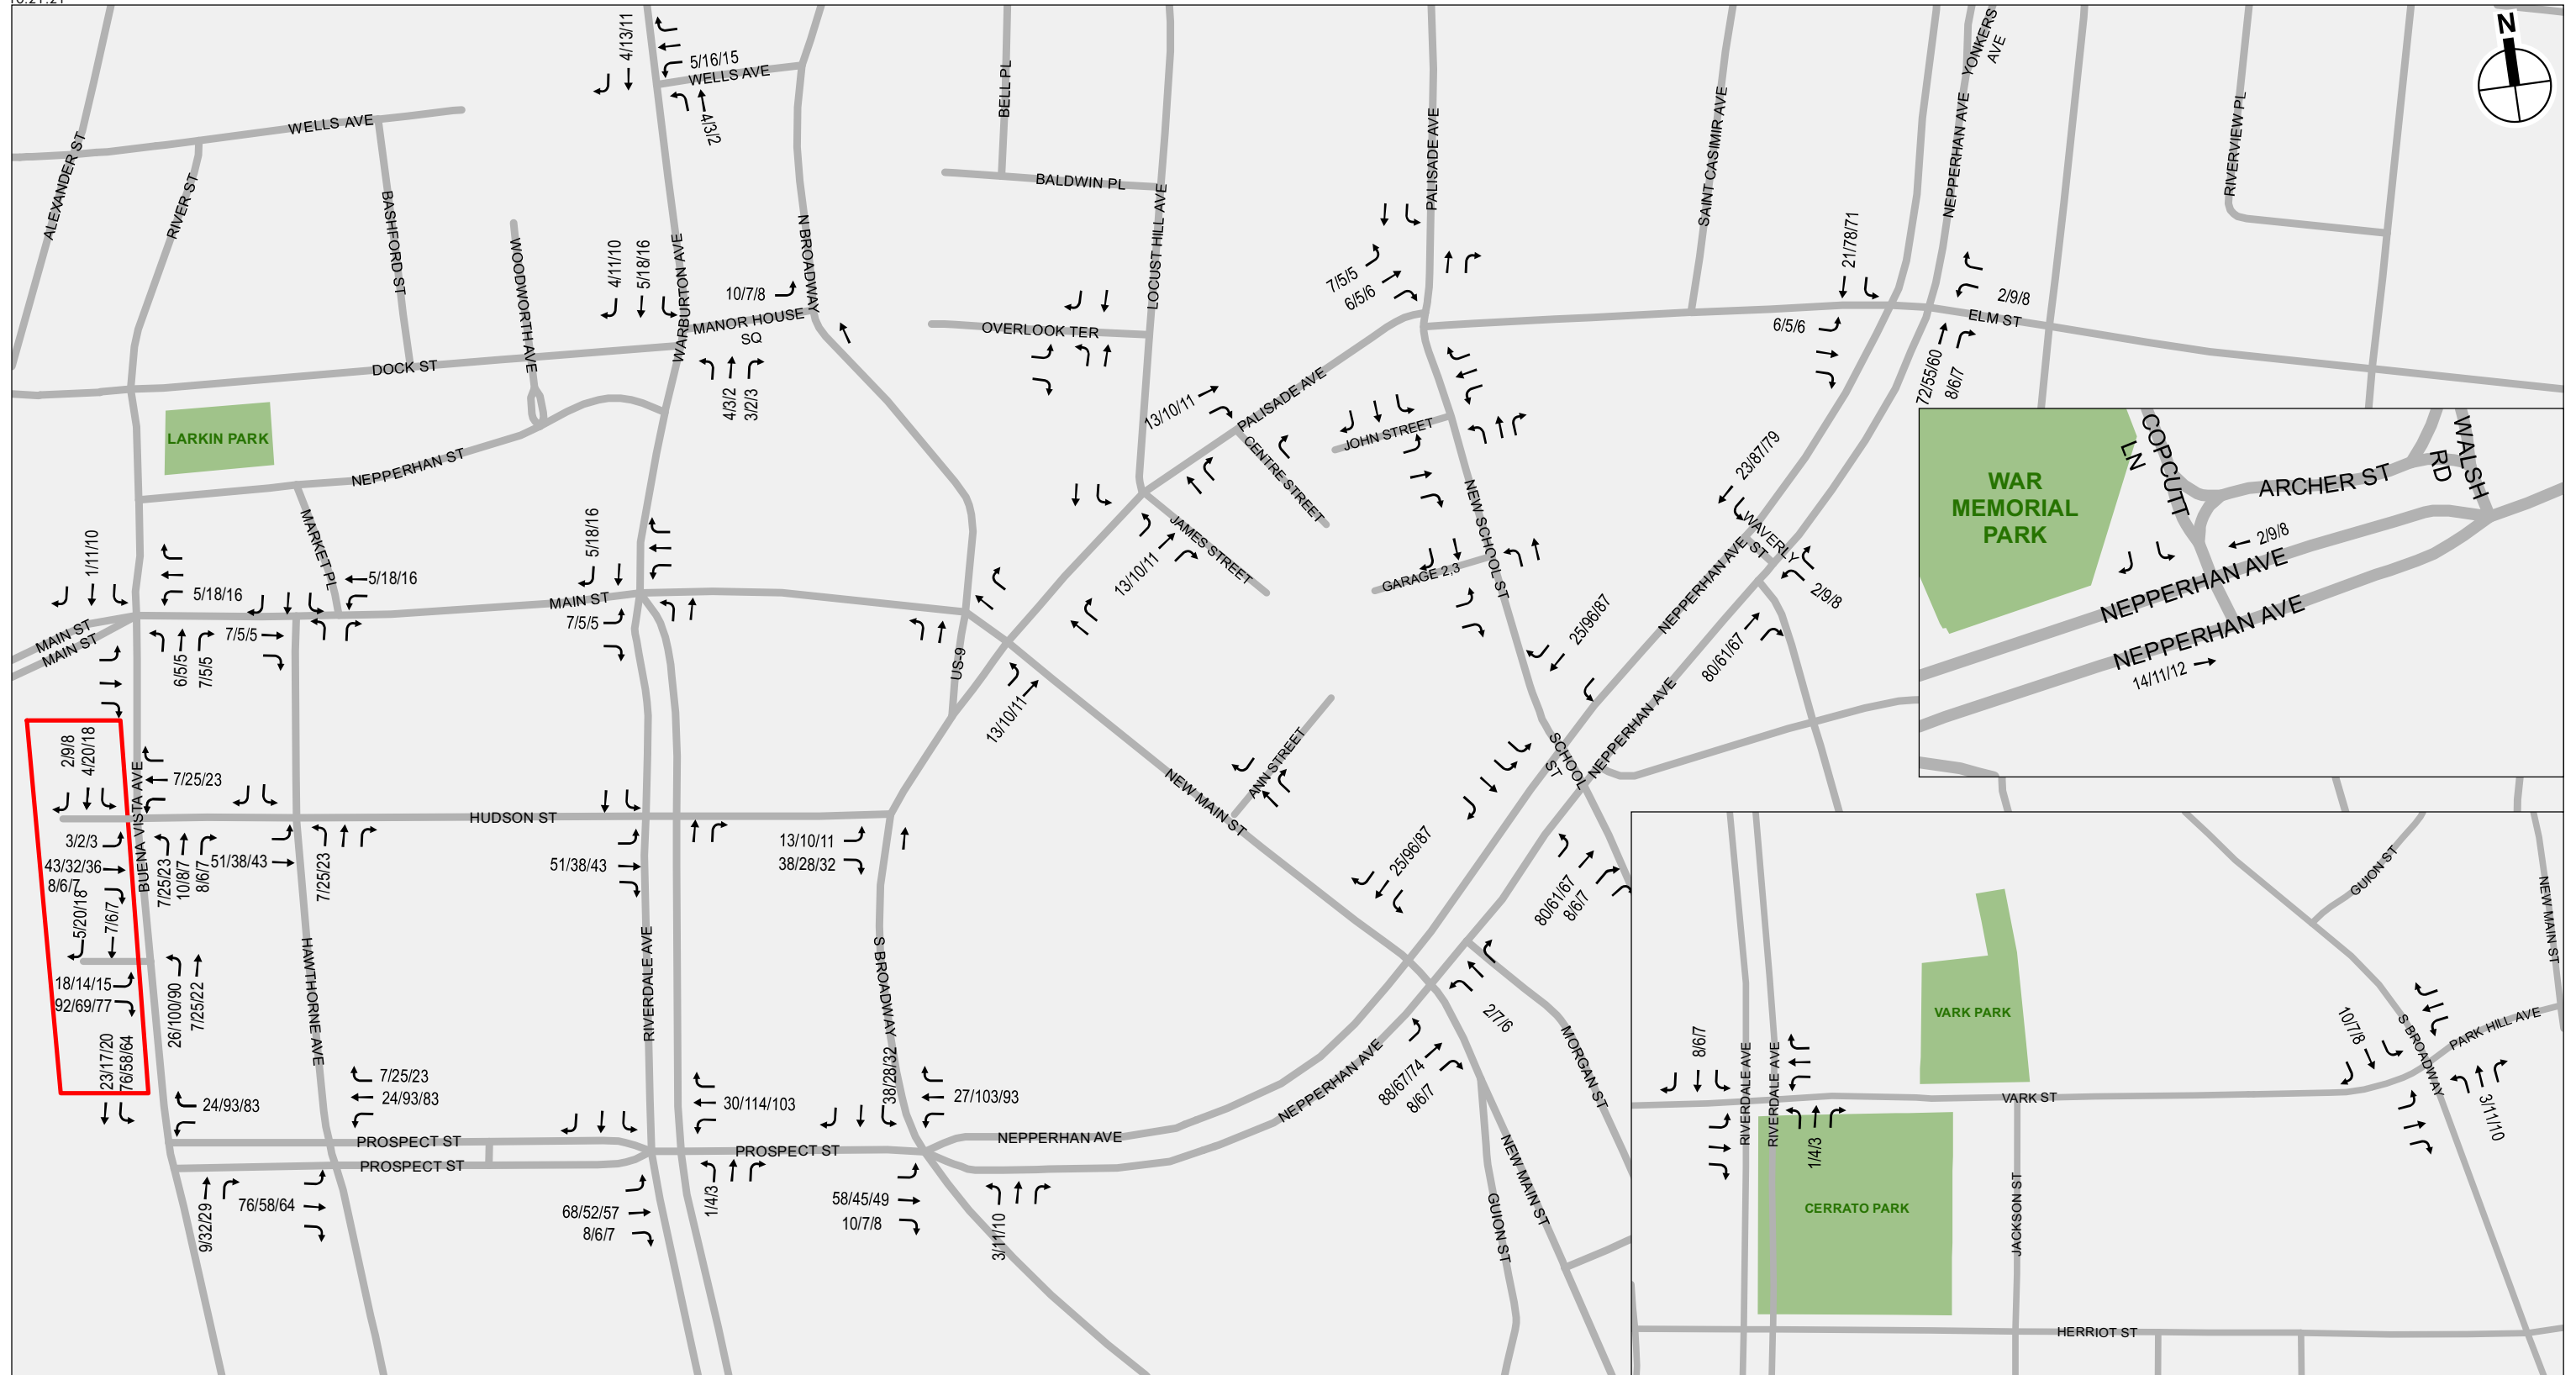 4/13/11
5/16/15
WELLS AVE
4/3/2
BELL PL
PALISADE AVE
SAINT CASIMIR AVE
NEPPERHAN AVE
YONKERS
AVE
RIVERVIEW PL
N
ALEXANDER ST
WELLS AVE
RIVER ST
BASHFORD ST
WOODWORTH AVE
4/11/10
5/18/16
WARBURTON AVE
N BROADWAY
10/7/8
MANOR HOUSE
SQ
4/3/2
3/2/3
BALDWIN PL
LOCUST HILL AVE
OVERLOOK TER
7/5/5
6/5/6
21/78/71
6/5/6
2/9/8
ELM ST
72/55/60
8/6/7
DOCK ST
LARKIN PARK
NEPPERHAN ST
MARKET PL
13/10/11
PALISADE AVE
CENTRE STREET
JOHN STREET
NEW SCHOOL ST
23/87/79
WAVERLY
ST
NEPPERHAN AVE
2/9/8
80/61/67
JAMES STREET
13/10/11
GARAGE 2,3
25/96/87
WAR
MEMORIAL
PARK
COPCUTT
LN
ARCHER ST
WALSH
RD
2/9/8
NEPPERHAN AVE
NEPPERHAN AVE
14/11/12
1/11/10
5/18/16
5/18/16
MAIN ST
MAIN ST
6/5/5
7/5/5
7/5/5
MAIN ST
5/18/16
7/5/5
US-9
13/10/11
NEW MAIN ST
ANN STREET
SCHOOL
ST
NEPPERHAN AVE
25/96/87
80/61/67
8/6/7
2/9/8
4/20/18
BUENA VISTA AVE
7/25/23
HUDSON ST
3/2/3
43/32/36
8/6/7
7/25/23
10/8/7
8/6/7
51/38/43
7/25/23
51/38/43
13/10/11
38/28/32
5/20/18
7/6/7
18/14/15
92/69/77
26/100/90
7/25/22
HAWTHORNE AVE
RIVERDALE AVE
S BROADWAY
38/28/32
23/17/20
76/58/64
24/93/83
7/25/23
24/93/83
30/114/103
27/103/93
PROSPECT ST
PROSPECT ST
PROSPECT ST
NEPPERHAN AVE
NEPPERHAN AVE
88/67/74
8/6/7
2/7/6
MORGAN ST
NEW MAIN ST
GUION ST
9/32/29
76/58/64
68/52/57
8/6/7
1/4/3
58/45/49
10/7/8
3/11/10
GUION ST
NEW MAIN ST
VARK PARK
8/6/7
RIVERDALE AVE
RIVERDALE AVE
10/7/8
S BROADWAY
PARK HILL AVE
3/11/10
VARK ST
1/4/3
CERRATO PARK
JACKSON ST
HERRIOT ST